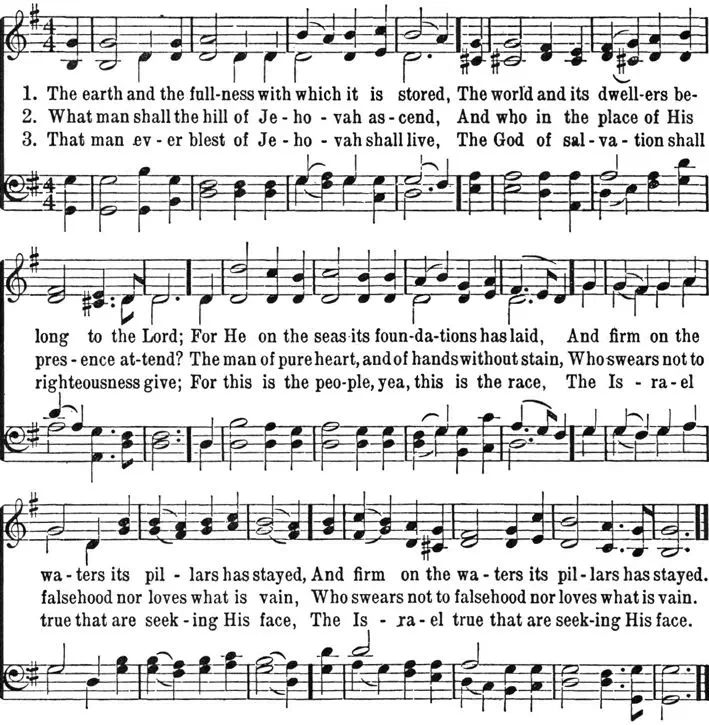 1. The earth and the full-ness with which it is stored, The world and its dwell-ers be-
2. What man shall the hill of Je-ho-vah as-cend, And who in the place of His
3. That man ev-er blest of Je-ho-vah shall live, The God of sal-va-tion shall
long to the Lord; For He on the seas its foun-da-tions has laid, And firm on the
pres-ence at-tend? The man of pure heart, and of hands without stain, Who swears not to
righteousness give; For this is the peo-ple, yea, this is the race, The Is-ra-el
wa-ters its pil-lars has stayed, And firm on the wa-ters its pil-lars has stayed.
falsehood nor loves what is vain, Who swears not to falsehood nor loves what is vain.
true that are seek-ing His face, The Is-ra-el true that are seek-ing His face.